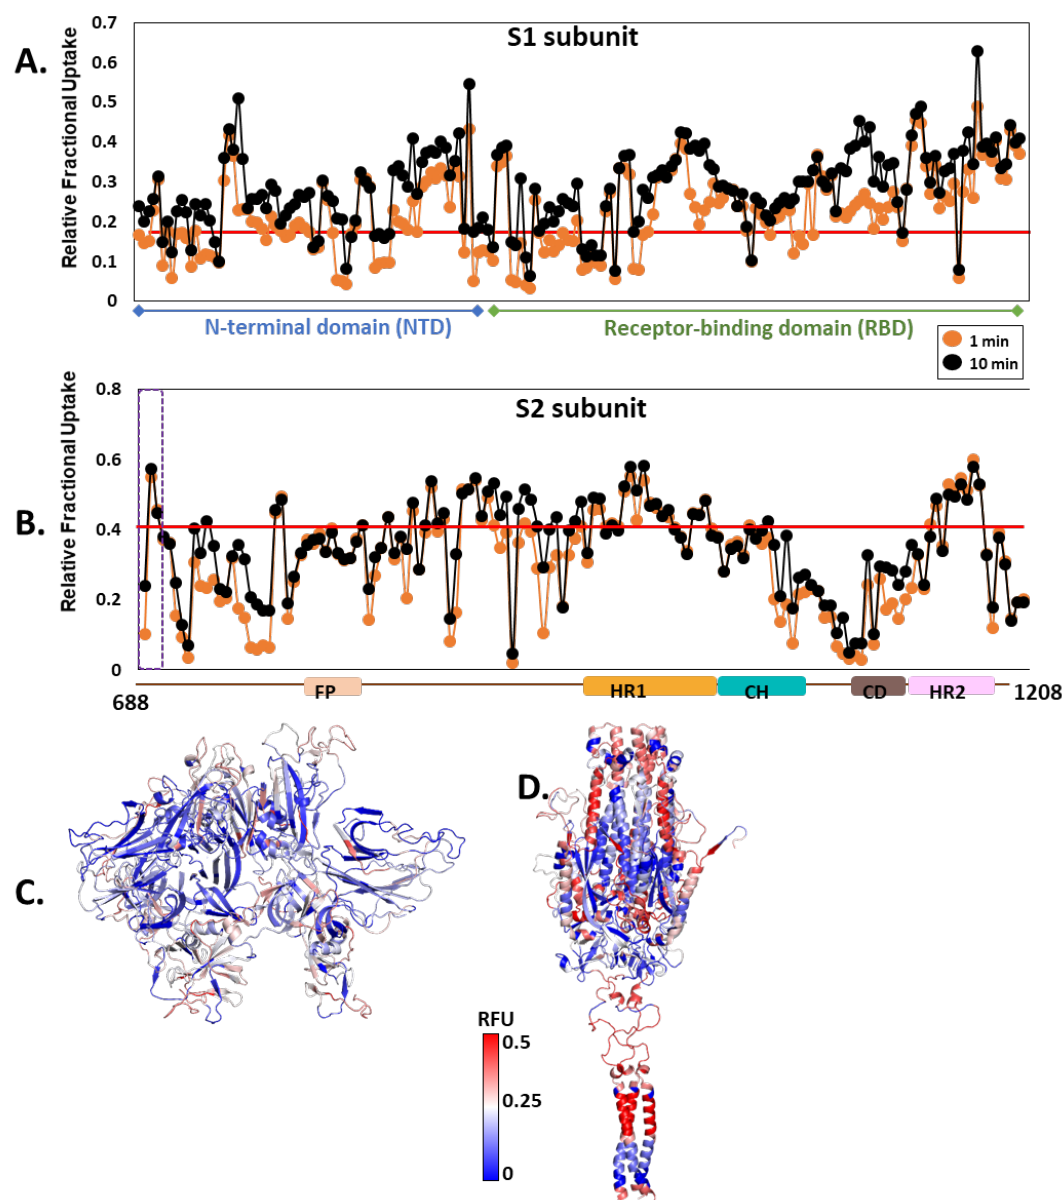 A.
Relative Fractional Uptake
S1 subunit
0.7
0.6
0.5
0.4
0.3
0.2
0.1
0
N-terminal domain (NTD)
Receptor-binding domain (RBD)
1 min
10 min
B.
Relative Fractional Uptake
S2 subunit
0.8
0.6
0.4
0.2
0
FP
HR1
CH
CD
HR2
688
1208
C.
D.
RFU
0.5
0.25
0